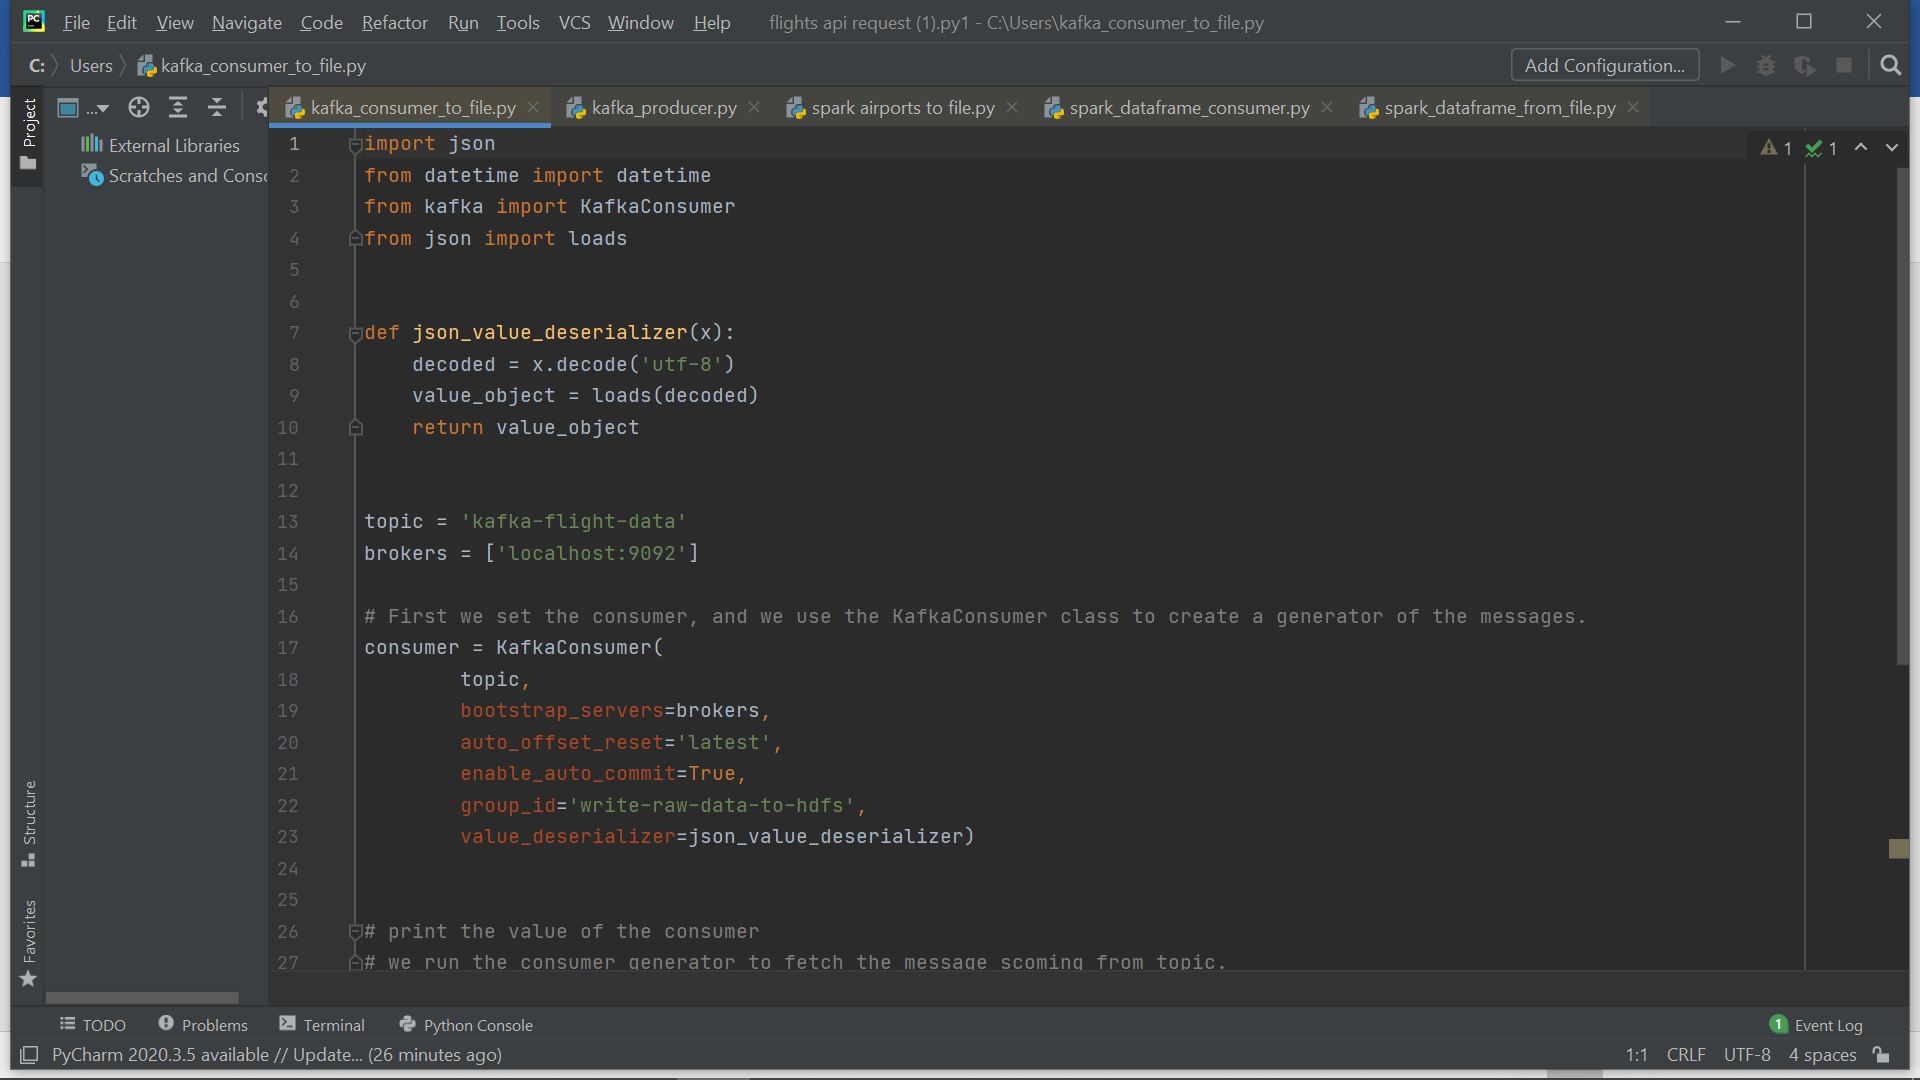 PC File Edit View Navigate Code Refactor Run Tools VCS Window Help flights api request (1).py1 - C:\Users\kafka_consumer_to_file.py
C: Users kafka_consumer_to_file.py Add Configuration...
Project
... kafka_consumer_to_file.py kafka_producer.py spark airports to file.py spark_dataframe_consumer.py spark_dataframe_from_file.py
External Libraries
Scratches and Consc
1 1
1 import json
2 from datetime import datetime
3 from kafka import KafkaConsumer
4 from json import loads
5
6
7 def json_value_deserializer(x):
8     decoded = x.decode('utf-8')
9     value_object = loads(decoded)
10     return value_object
11
12
13 topic = 'kafka-flight-data'
14 brokers = ['localhost:9092']
15
16 # First we set the consumer, and we use the KafkaConsumer class to create a generator of the messages.
17 consumer = KafkaConsumer(
18         topic,
19         bootstrap_servers=brokers,
20         auto_offset_reset='latest',
21         enable_auto_commit=True,
22         group_id='write-raw-data-to-hdfs',
23         value_deserializer=json_value_deserializer)
24
25
26 # print the value of the consumer
27 # we run the consumer generator to fetch the message scoming from topic.
Structure
Favorites
TODO Problems Terminal Python Console 1 Event Log
PyCharm 2020.3.5 available // Update... (26 minutes ago) 1:1 CRLF UTF-8 4 spaces